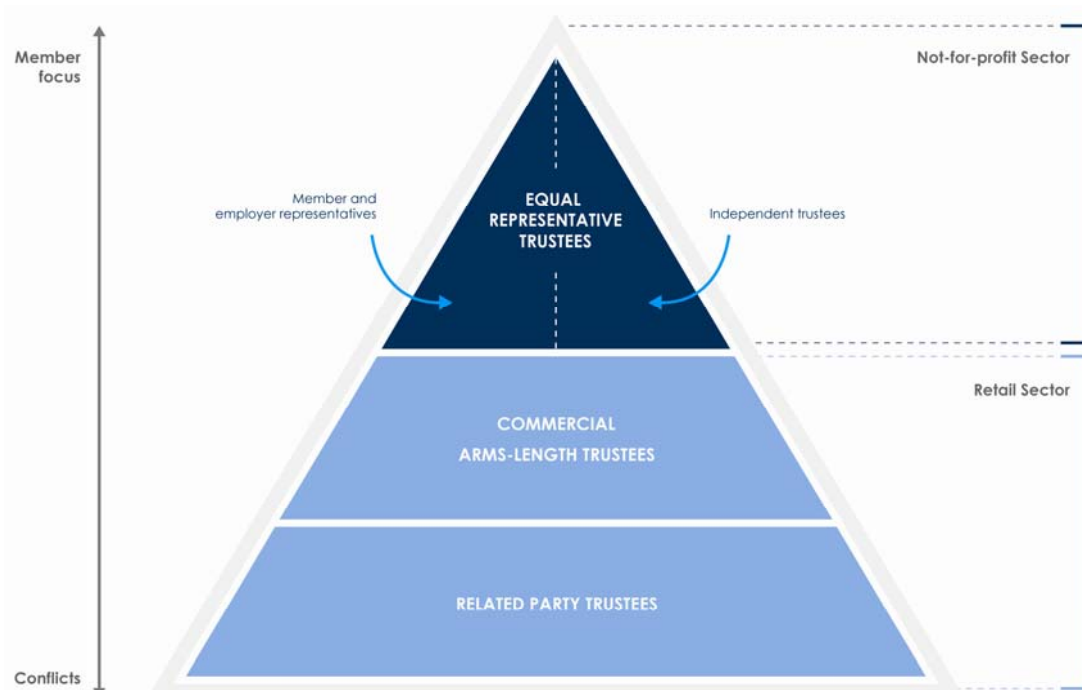 Member
focus
Not-for-profit Sector
Member and
employer representatives
EQUAL
REPRESENTATIVE
TRUSTEES
Independent trustees
Retail Sector
COMMERCIAL
ARMS-LENGTH TRUSTEES
RELATED PARTY TRUSTEES
Conflicts